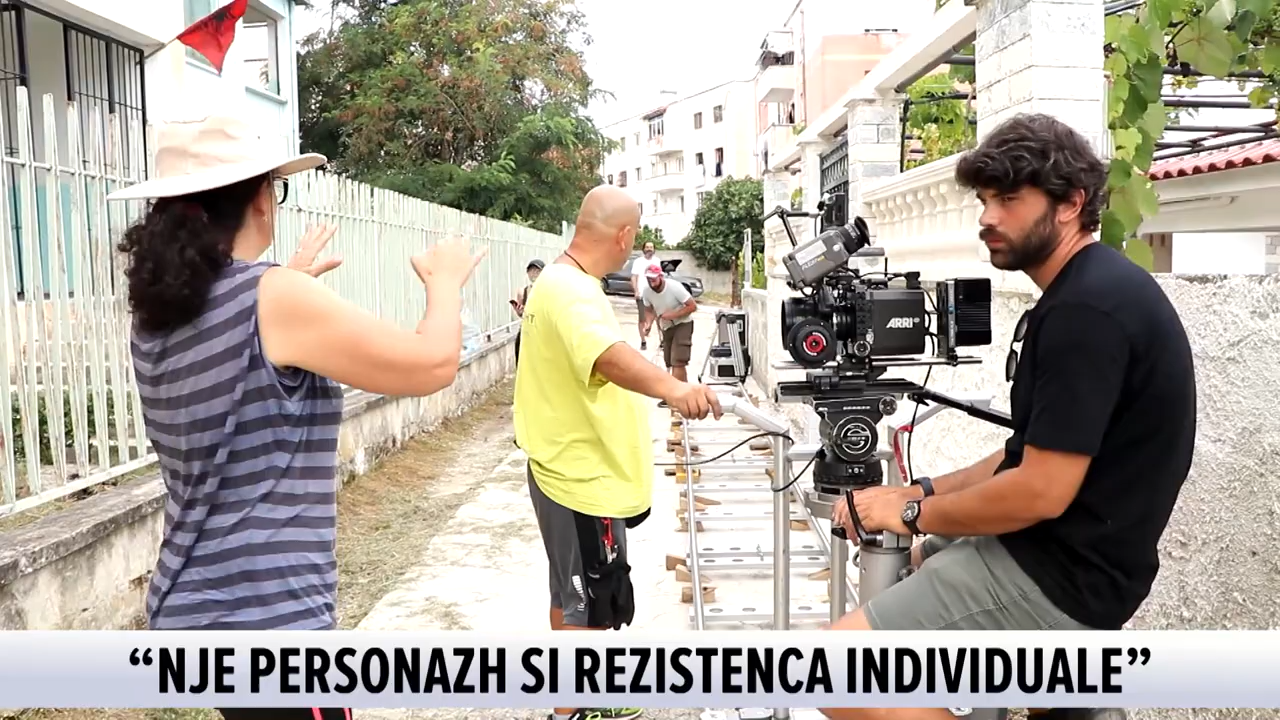 ARRI
“NJE PERSONAZH SI REZISTENCA INDIVIDUALE”